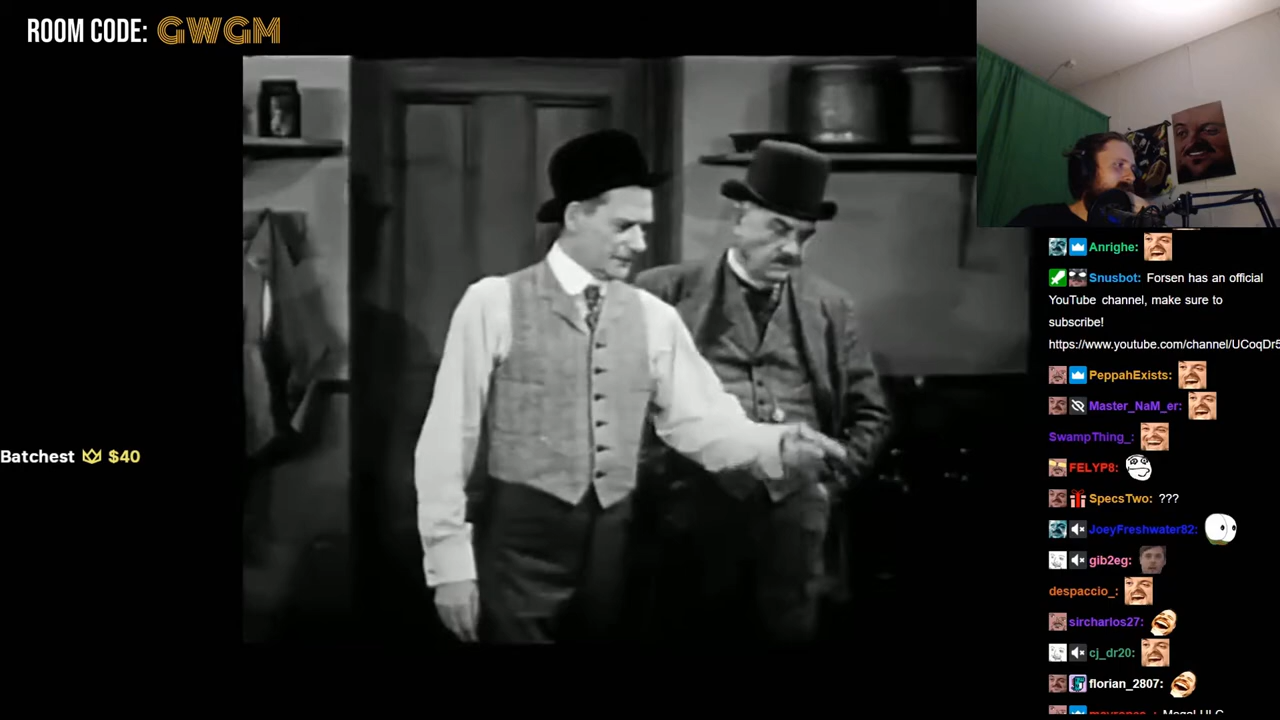 ROOM CODE: GWGM
Anrighe:
Snusbot: Forsen has an official
YouTube channel, make sure to
subscribe!
https://www.youtube.com/channel/UCoqDr5
PeppahExists:
Master_NaM_er:
SwampThing_:
Batchest $40
FELYP8:
SpecsTwo: ???
JoeyFreshwater82:
gib2eg:
despaccio_:
sircharlos27:
cj_dr20:
florian_2807: